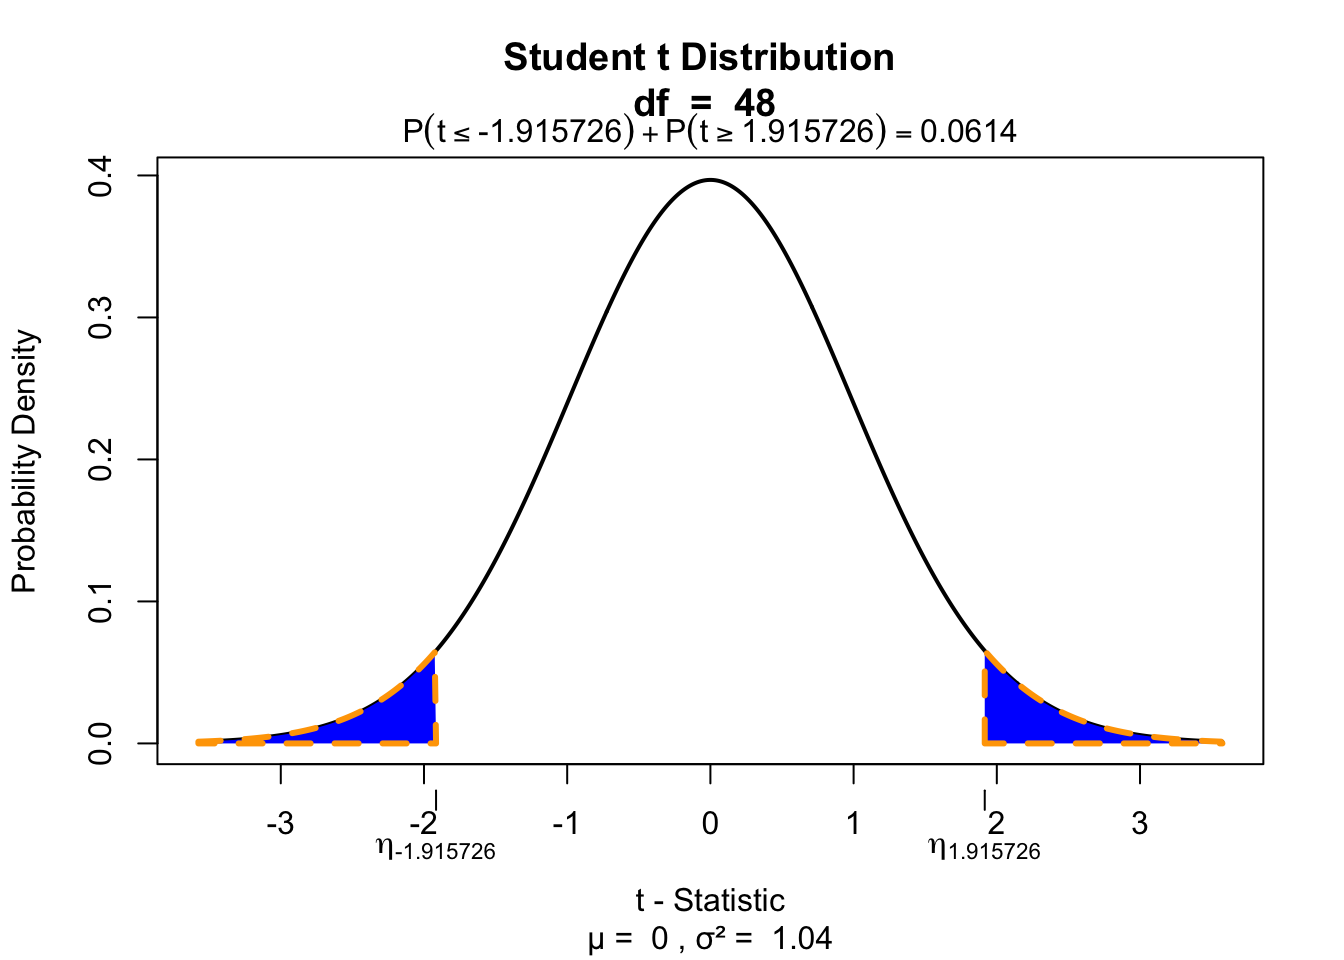 Student t Distribution
df = 48
P(t ≤ -1.915726) + P(t ≥ 1.915726) = 0.0614
Probability Density
0.4
0.3
0.2
0.1
0.0
-3 -2 -1 0 1 2 3
η-1.915726 η1.915726
t - Statistic
μ = 0 , σ² = 1.04